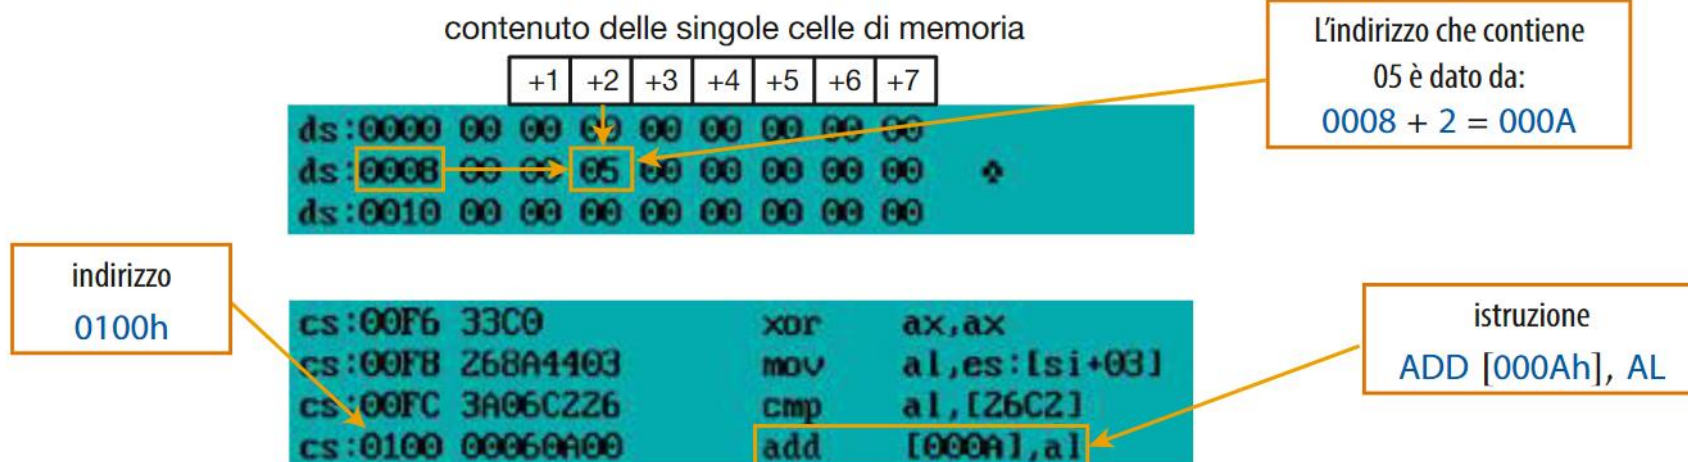 contenuto delle singole celle di memoria
+1 +2 +3 +4 +5 +6 +7
L'indirizzo che contiene
05 è dato da:
0008 + 2 = 000A
ds:0000 00 00 00 00 00 00 00 00
ds:0008 00 00 05 00 00 00 00 00 ♣
ds:0010 00 00 00 00 00 00 00 00
indirizzo
0100h
cs:00F6 33C0 xor ax,ax
cs:00F8 268A4403 mov al,es:[si+03]
cs:00FC 3A06C226 cmp al,[26C2]
cs:0100 00060A00 add [000A],al
istruzione
ADD [000Ah], AL